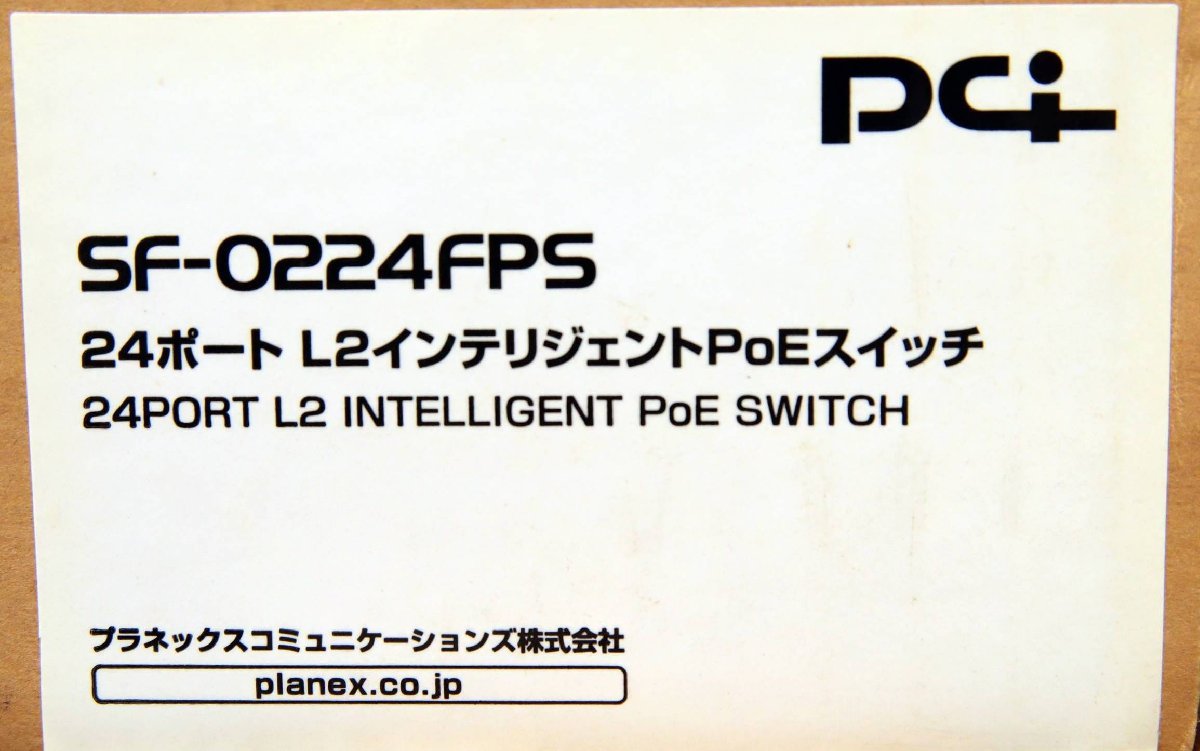 PCi
SF-0224FPS
24ポート L2インテリジェントPoEスイッチ
24PORT L2 INTELLIGENT PoE SWITCH
プラネックスコミュニケーションズ株式会社
planex.co.jp